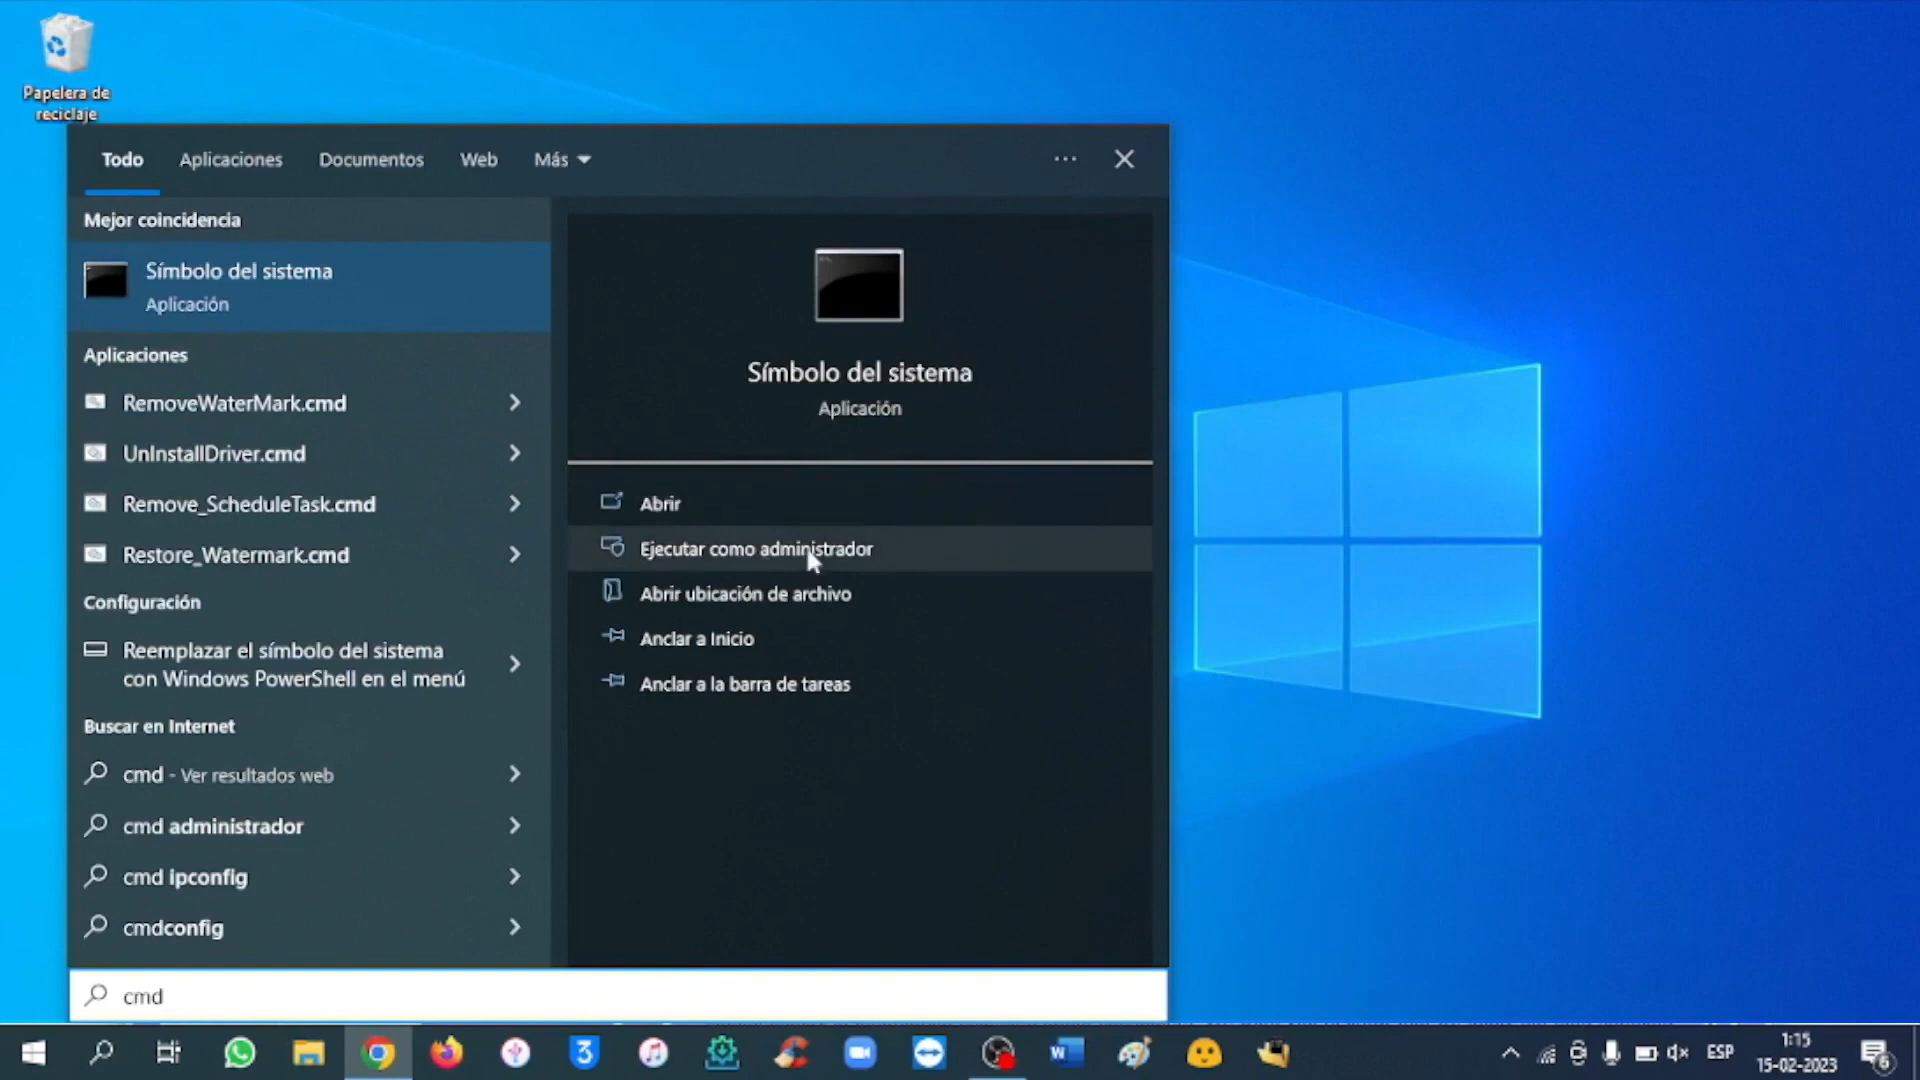 Papelera de
reciclaje
Todo
Aplicaciones
Documentos
Web
Más
Mejor coincidencia
Símbolo del sistema
Aplicación
Aplicaciones
RemoveWaterMark.cmd
UnInstallDriver.cmd
Remove_ScheduleTask.cmd
Restore_Watermark.cmd
Configuración
Reemplazar el símbolo del sistema
con Windows PowerShell en el menú
Buscar en Internet
cmd - Ver resultados web
cmd administrador
cmd ipconfig
cmdconfig
Símbolo del sistema
Aplicación
Abrir
Ejecutar como administrador
Abrir ubicación de archivo
Anclar a Inicio
Anclar a la barra de tareas
cmd
ESP
1:15
15-02-2023
6